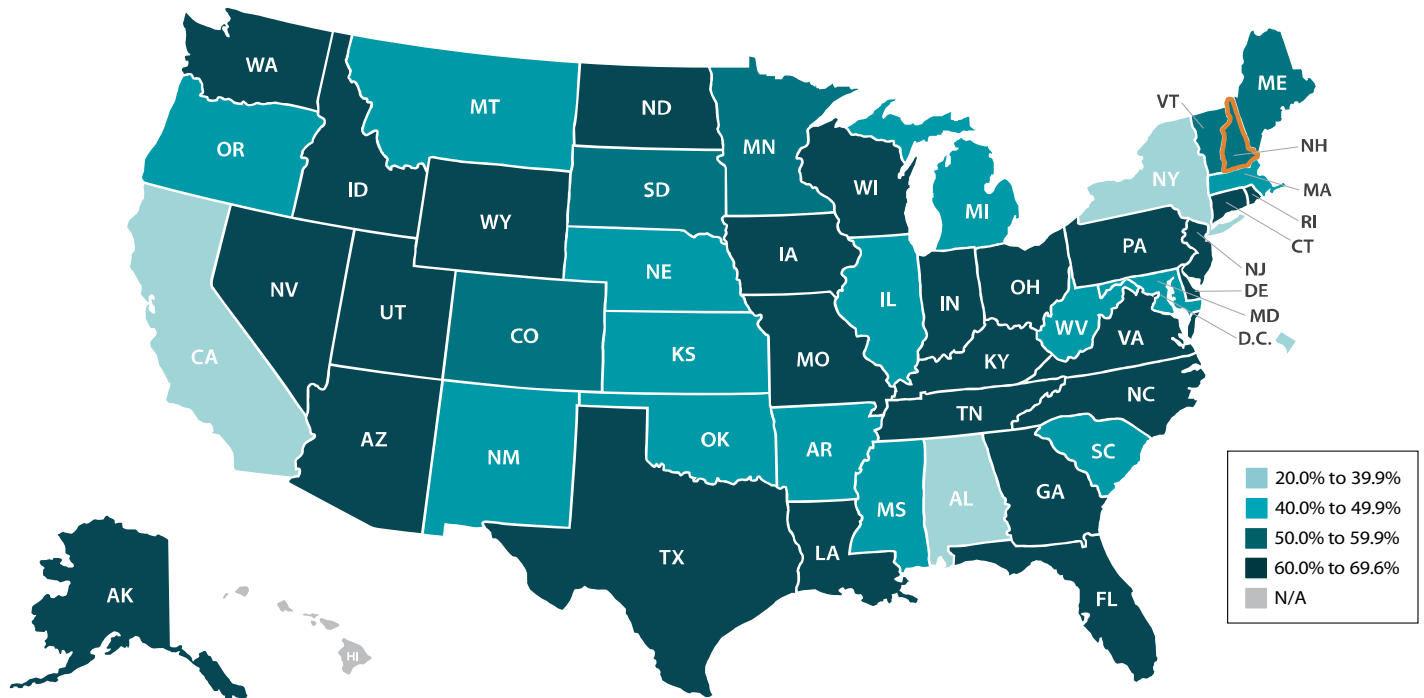 WA
MT
ND
ME
VT
MN
OR
NH
ID
SD
WI
NY
MA
WY
MI
RI
CT
IA
PA
NE
NJ
NV
OH
DE
UT
IL
IN
MD
CO
WV
D.C.
VA
CA
KS
MO
KY
NC
TN
AZ
OK
NM
AR
SC
20.0% to 39.9%
40.0% to 49.9%
50.0% to 59.9%
60.0% to 69.6%
N/A
MS
AL
GA
TX
LA
AK
FL
HI